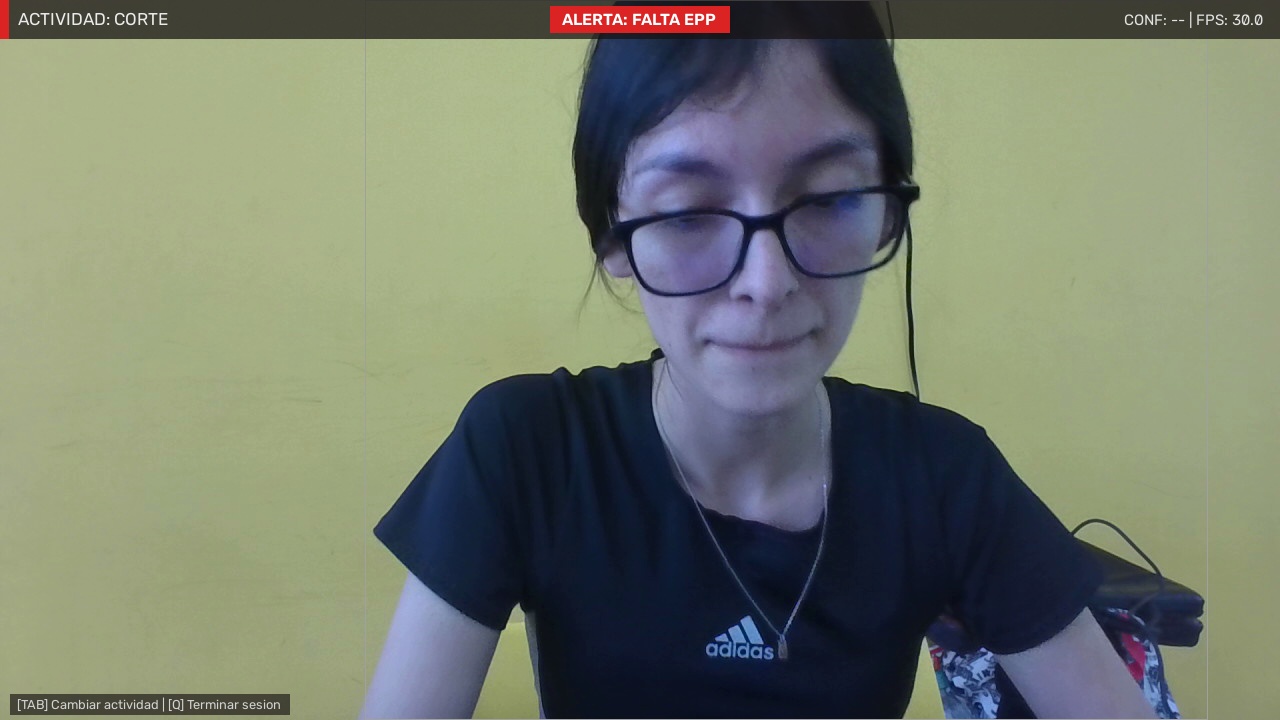 ACTIVIDAD: CORTE
ALERTA: FALTA EPP
CONF: -- | FPS: 30.0
adidas
[TAB] Cambiar actividad | [Q] Terminar sesion